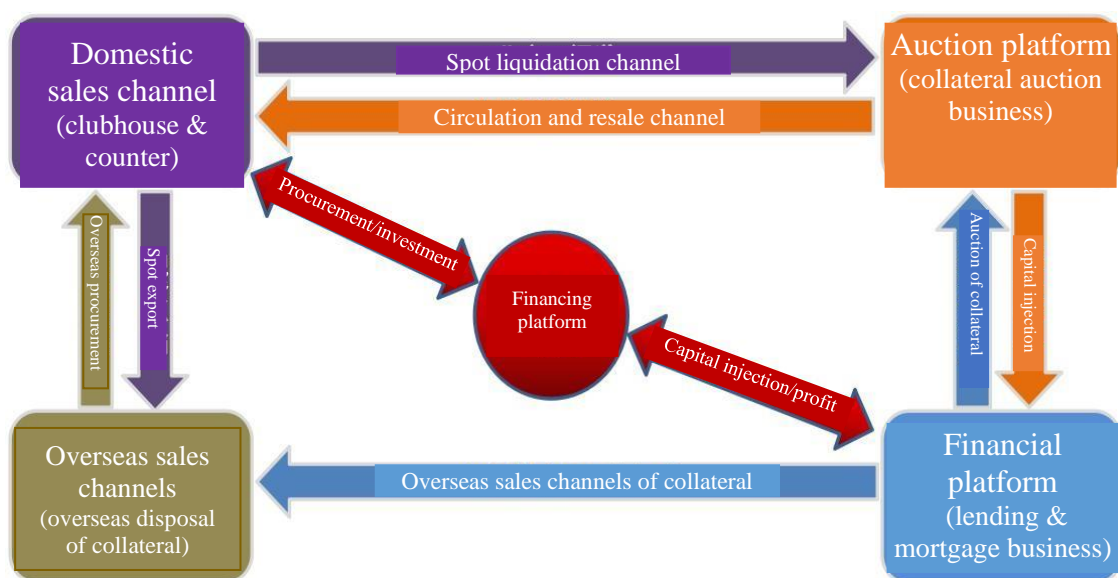 Domestic
sales channel
(clubhouse &
counter)
Spot liquidation channel
Circulation and resale channel
Auction platform
(collateral auction
business)
Procurement/investment
Overseas procurement
Spot export
Financing
platform
Auction of collateral
Capital injection
Capital injection/profit
Overseas sales
channels
(overseas disposal
of collateral)
Overseas sales channels of collateral
Financial
platform
(lending &
mortgage business)